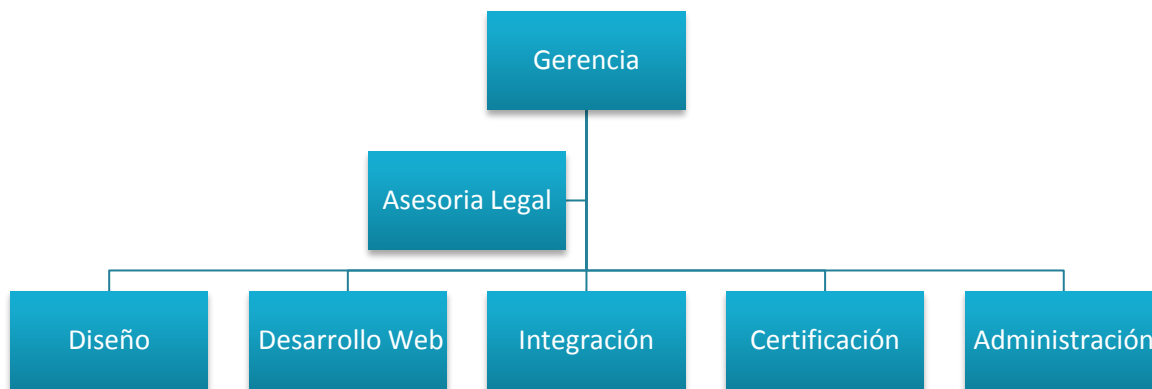 Gerencia
Asesoria Legal
Diseño
Desarrollo Web
Integración
Certificación
Administración